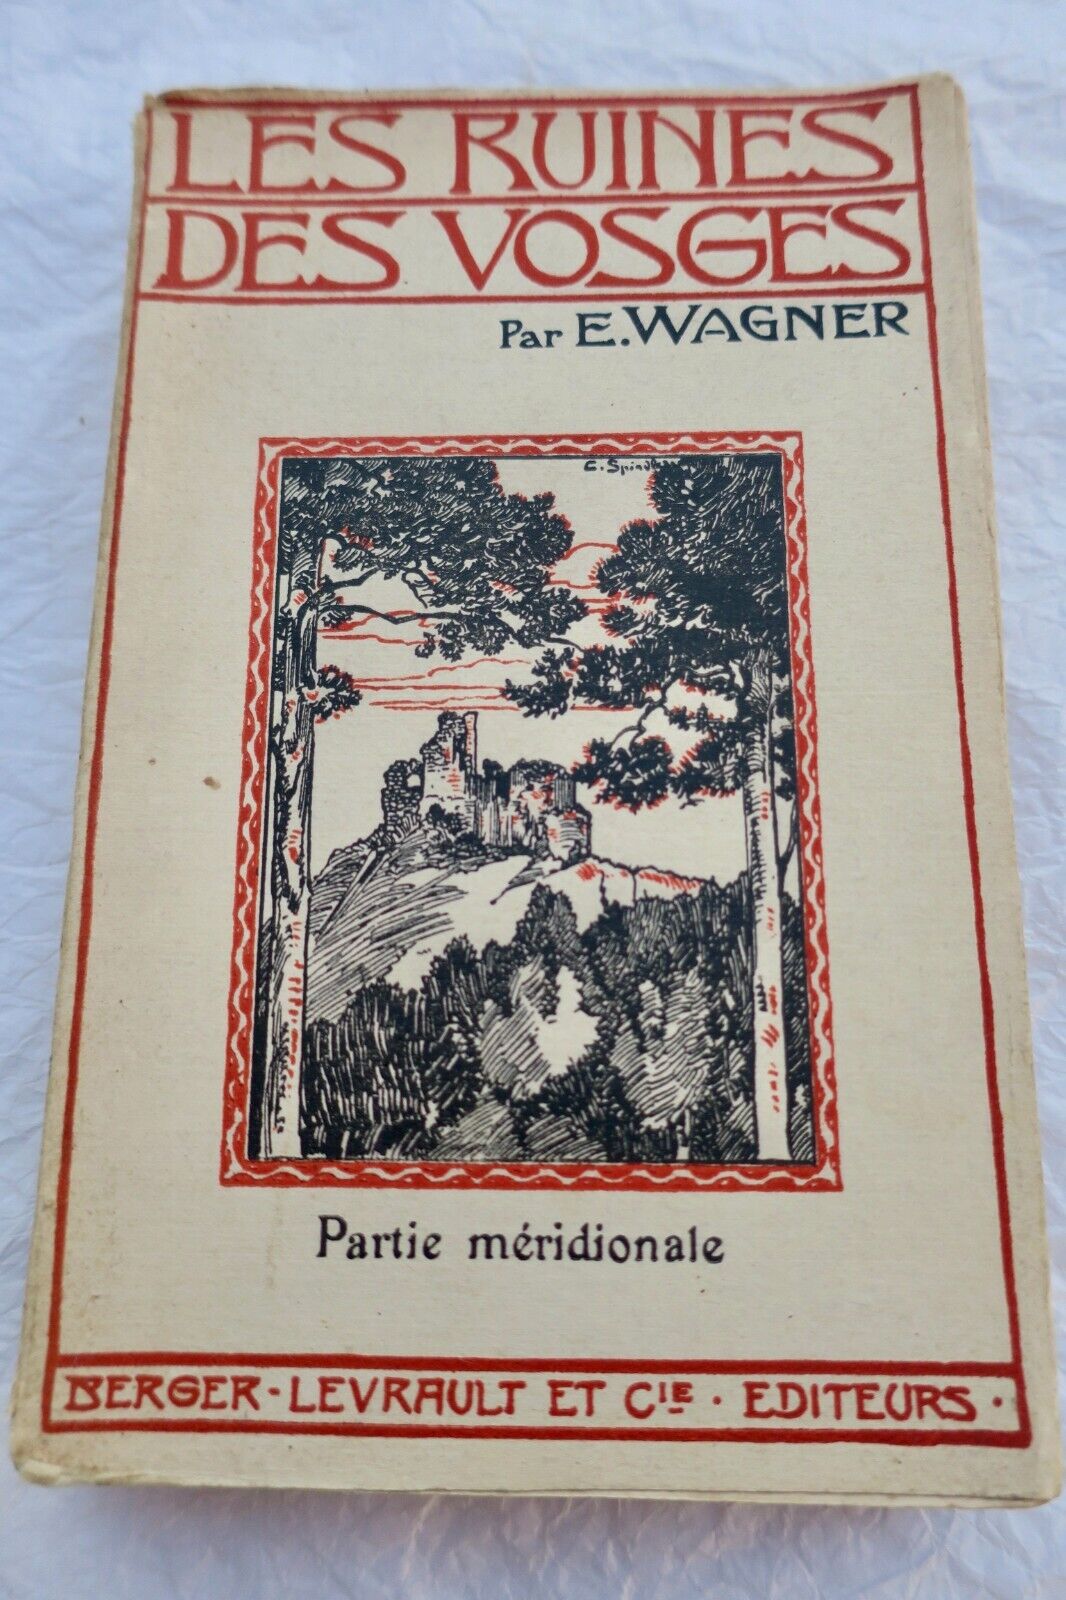 LES RUINES
DES VOSGES
Par E. WAGNER
Partie méridionale
BERGER-LEVRAULT ET CIE · EDITEURS ·